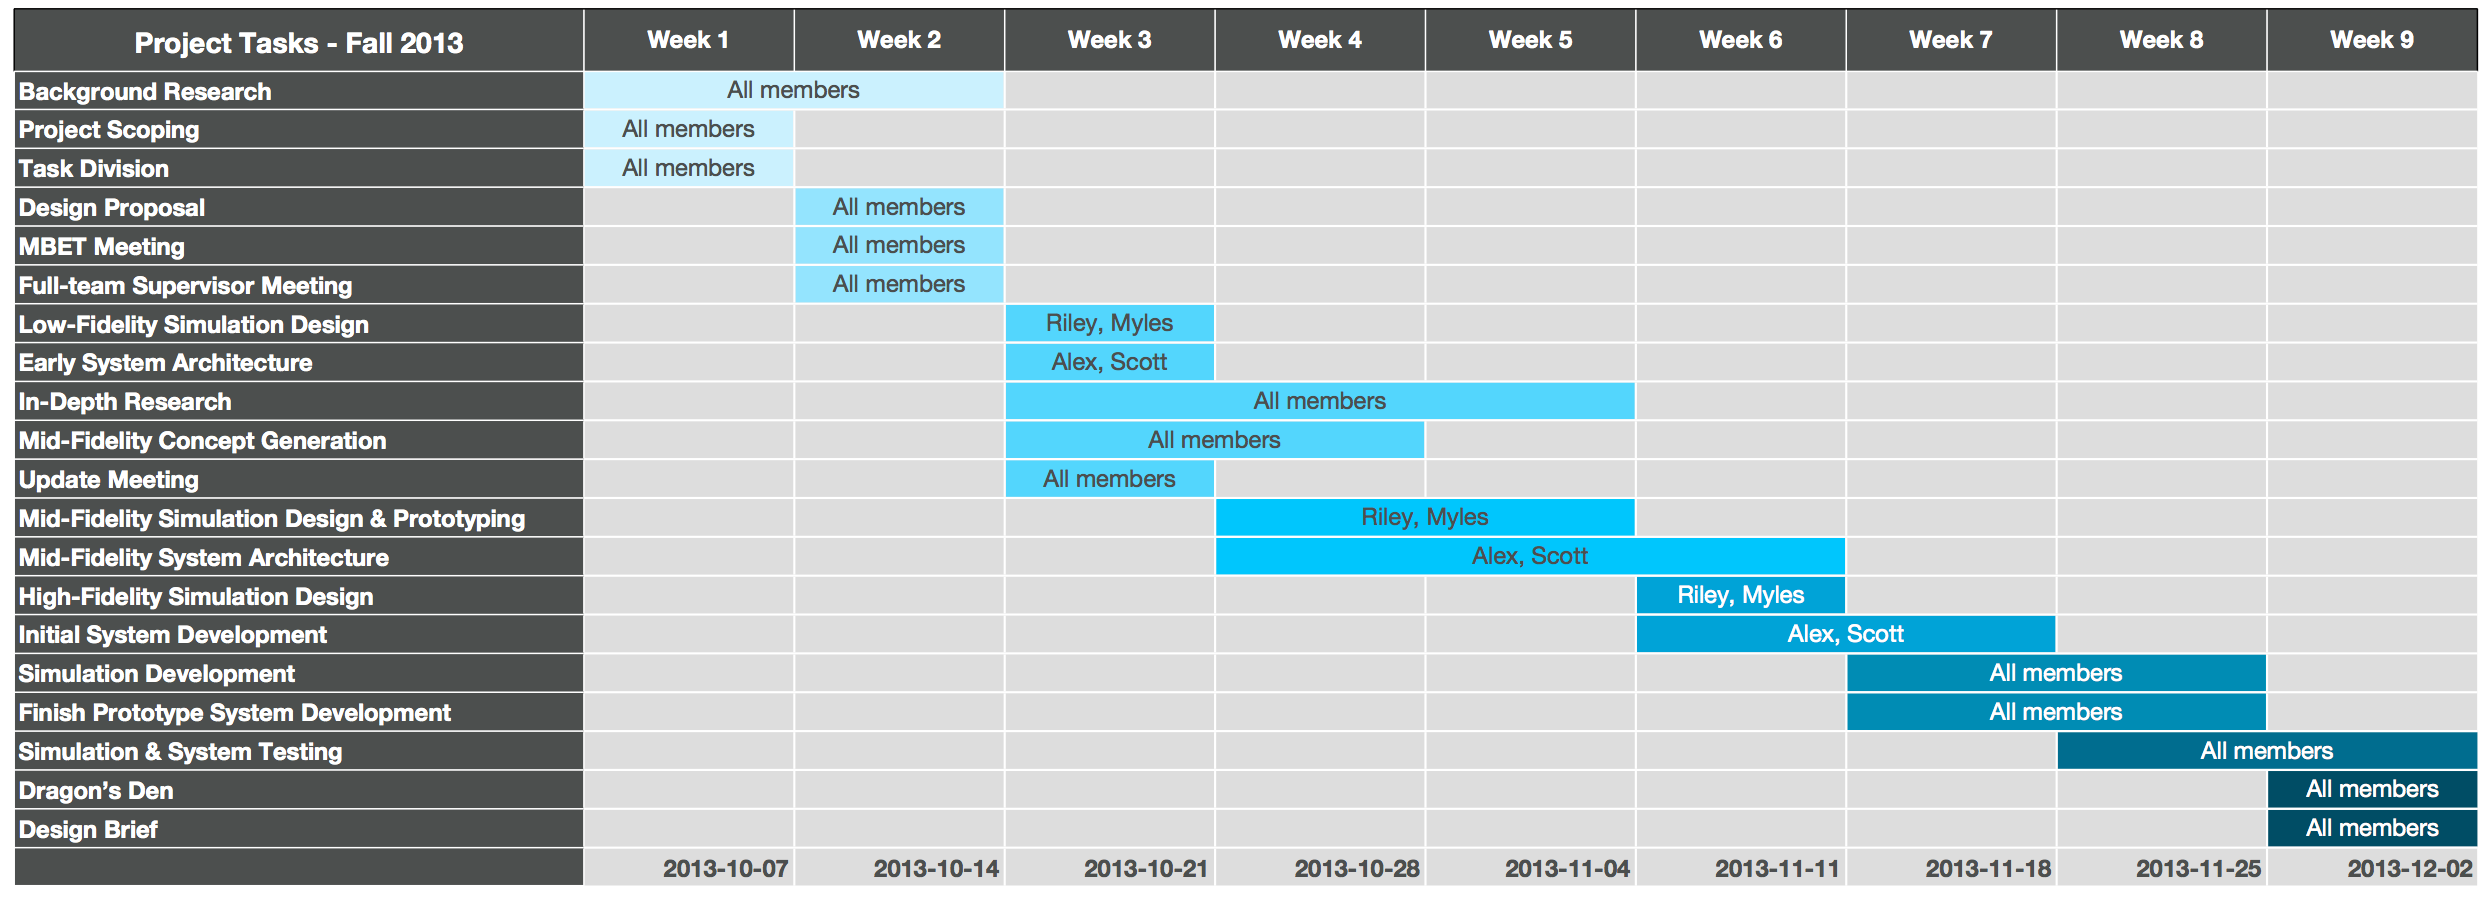 Project Tasks - Fall 2013 Week 1 Week 2 Week 3 Week 4 Week 5 Week 6 Week 7 Week 8 Week 9
Background Research All members
Project Scoping All members
Task Division All members
Design Proposal All members
MBET Meeting All members
Full-team Supervisor Meeting All members
Low-Fidelity Simulation Design Riley, Myles
Early System Architecture Alex, Scott
In-Depth Research All members
Mid-Fidelity Concept Generation All members
Update Meeting All members
Mid-Fidelity Simulation Design & Prototyping Riley, Myles
Mid-Fidelity System Architecture Alex, Scott
High-Fidelity Simulation Design Riley, Myles
Initial System Development Alex, Scott
Simulation Development All members
Finish Prototype System Development All members
Simulation & System Testing All members
Dragon’s Den All members
Design Brief All members
2013-10-07 2013-10-14 2013-10-21 2013-10-28 2013-11-04 2013-11-11 2013-11-18 2013-11-25 2013-12-02